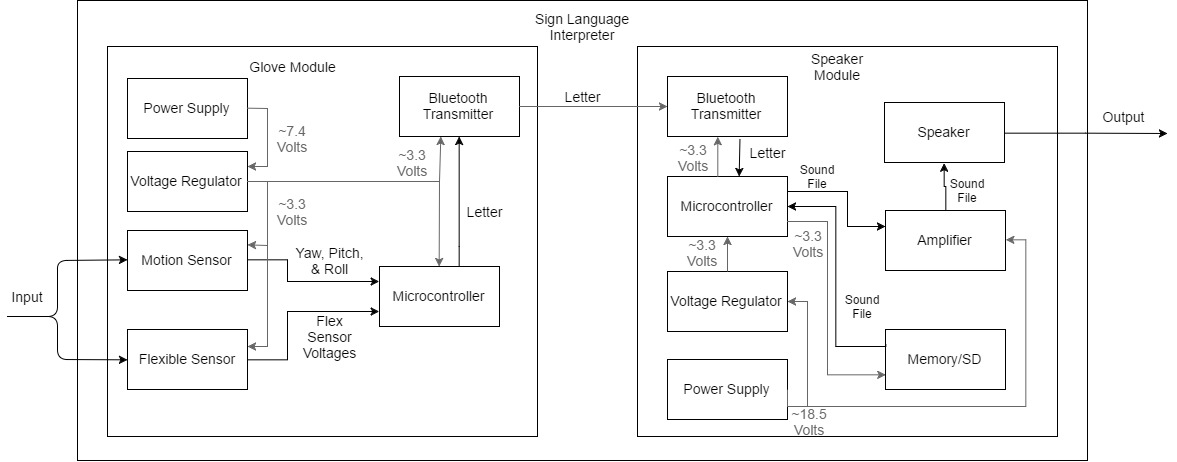 Sign Language
Interpreter
Glove Module
Power Supply
~7.4
Volts
Voltage Regulator
~3.3
Volts
Motion Sensor
Flexible Sensor
Input
Yaw, Pitch,
& Roll
Flex
Sensor
Voltages
Bluetooth
Transmitter
~3.3
Volts
Letter
Microcontroller
Letter
Speaker
Module
Bluetooth
Transmitter
~3.3
Volts
Letter
Microcontroller
Sound
File
~3.3
Volts
~3.3
Volts
Voltage Regulator
Power Supply
~18.5
Volts
Speaker
Sound
File
Amplifier
Sound
File
Memory/SD
Output